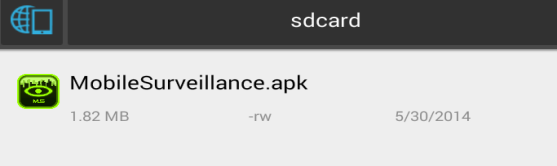 sdcard
MobileSurveillance.apk
M.S
1.82 MB -rw 5/30/2014